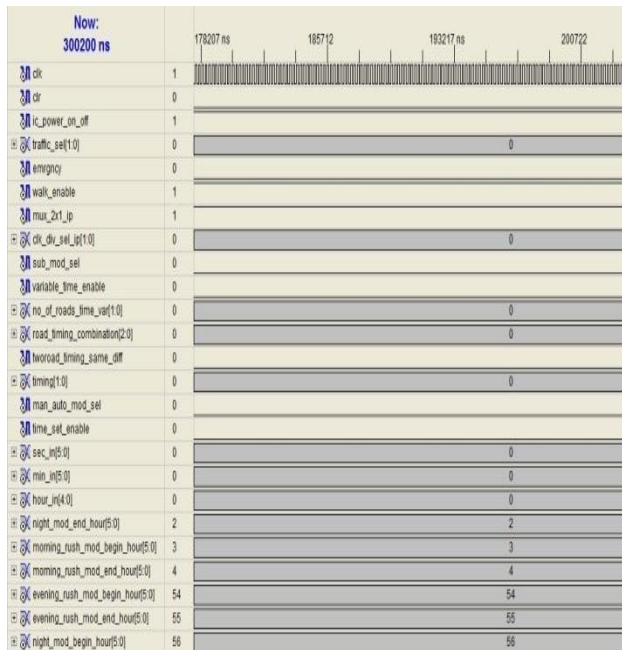 Now:
300200 ns
178207 ns 185712 193217 ns 200722
clk 1
clr 0
ic_power_on_off 1
traffic_sel[1:0] 0 0
emrgncy 0
walk_enable 1
mux_2x1_ip 1
clk_div_sel_ip[1:0] 0 0
sub_mod_sel 0
variable_time_enable 0
no_of_roads_time_var[1:0] 0 0
road_timing_combination[2:0] 0 0
tworoad_timing_same_diff 0
timing[1:0] 0 0
man_auto_mod_sel 0
time_set_enable 0
sec_in[5:0] 0 0
min_in[5:0] 0 0
hour_in[4:0] 0 0
night_mod_end_hour[5:0] 2 2
morning_rush_mod_begin_hour[5:0] 3 3
morning_rush_mod_end_hour[5:0] 4 4
evening_rush_mod_begin_hour[5:0] 54 54
evening_rush_mod_end_hour[5:0] 55 55
night_mod_begin_hour[5:0] 56 56